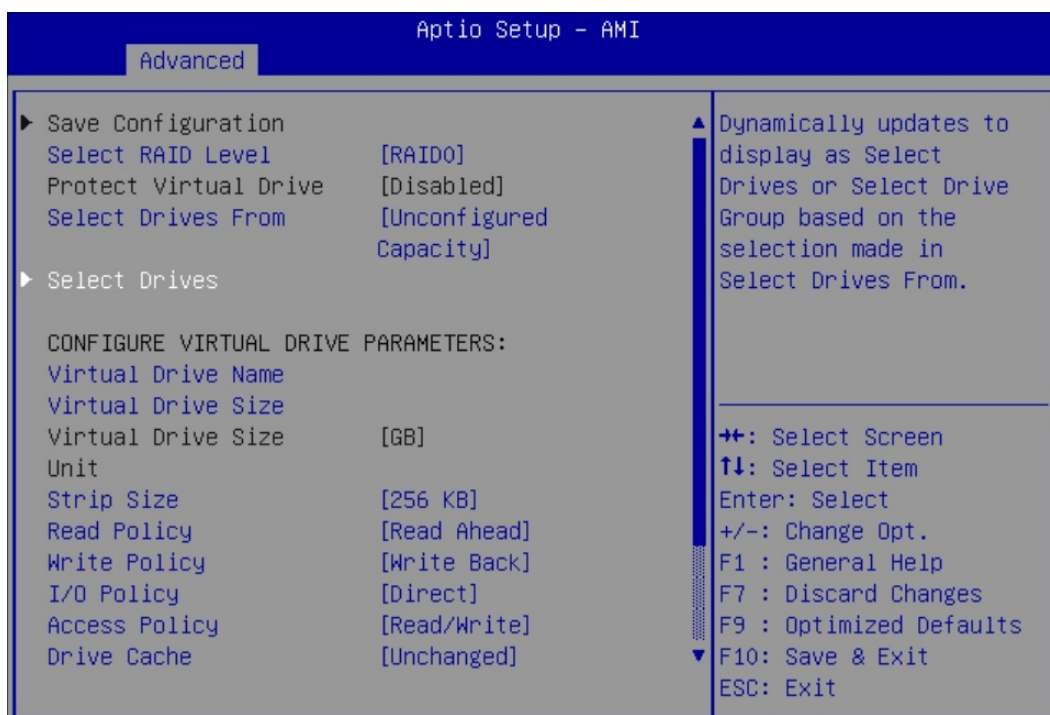 Aptio Setup – AMI
Advanced
Save Configuration
Select RAID Level [RAID0]
Protect Virtual Drive [Disabled]
Select Drives From [Unconfigured
Capacity]
Select Drives
CONFIGURE VIRTUAL DRIVE PARAMETERS:
Virtual Drive Name
Virtual Drive Size
Virtual Drive Size [GB]
Unit
Strip Size [256 KB]
Read Policy [Read Ahead]
Write Policy [Write Back]
I/O Policy [Direct]
Access Policy [Read/Write]
Drive Cache [Unchanged]
Dynamically updates to
display as Select
Drives or Select Drive
Group based on the
selection made in
Select Drives From.
→←: Select Screen
↑↓: Select Item
Enter: Select
+/-: Change Opt.
F1 : General Help
F7 : Discard Changes
F9 : Optimized Defaults
F10: Save & Exit
ESC: Exit